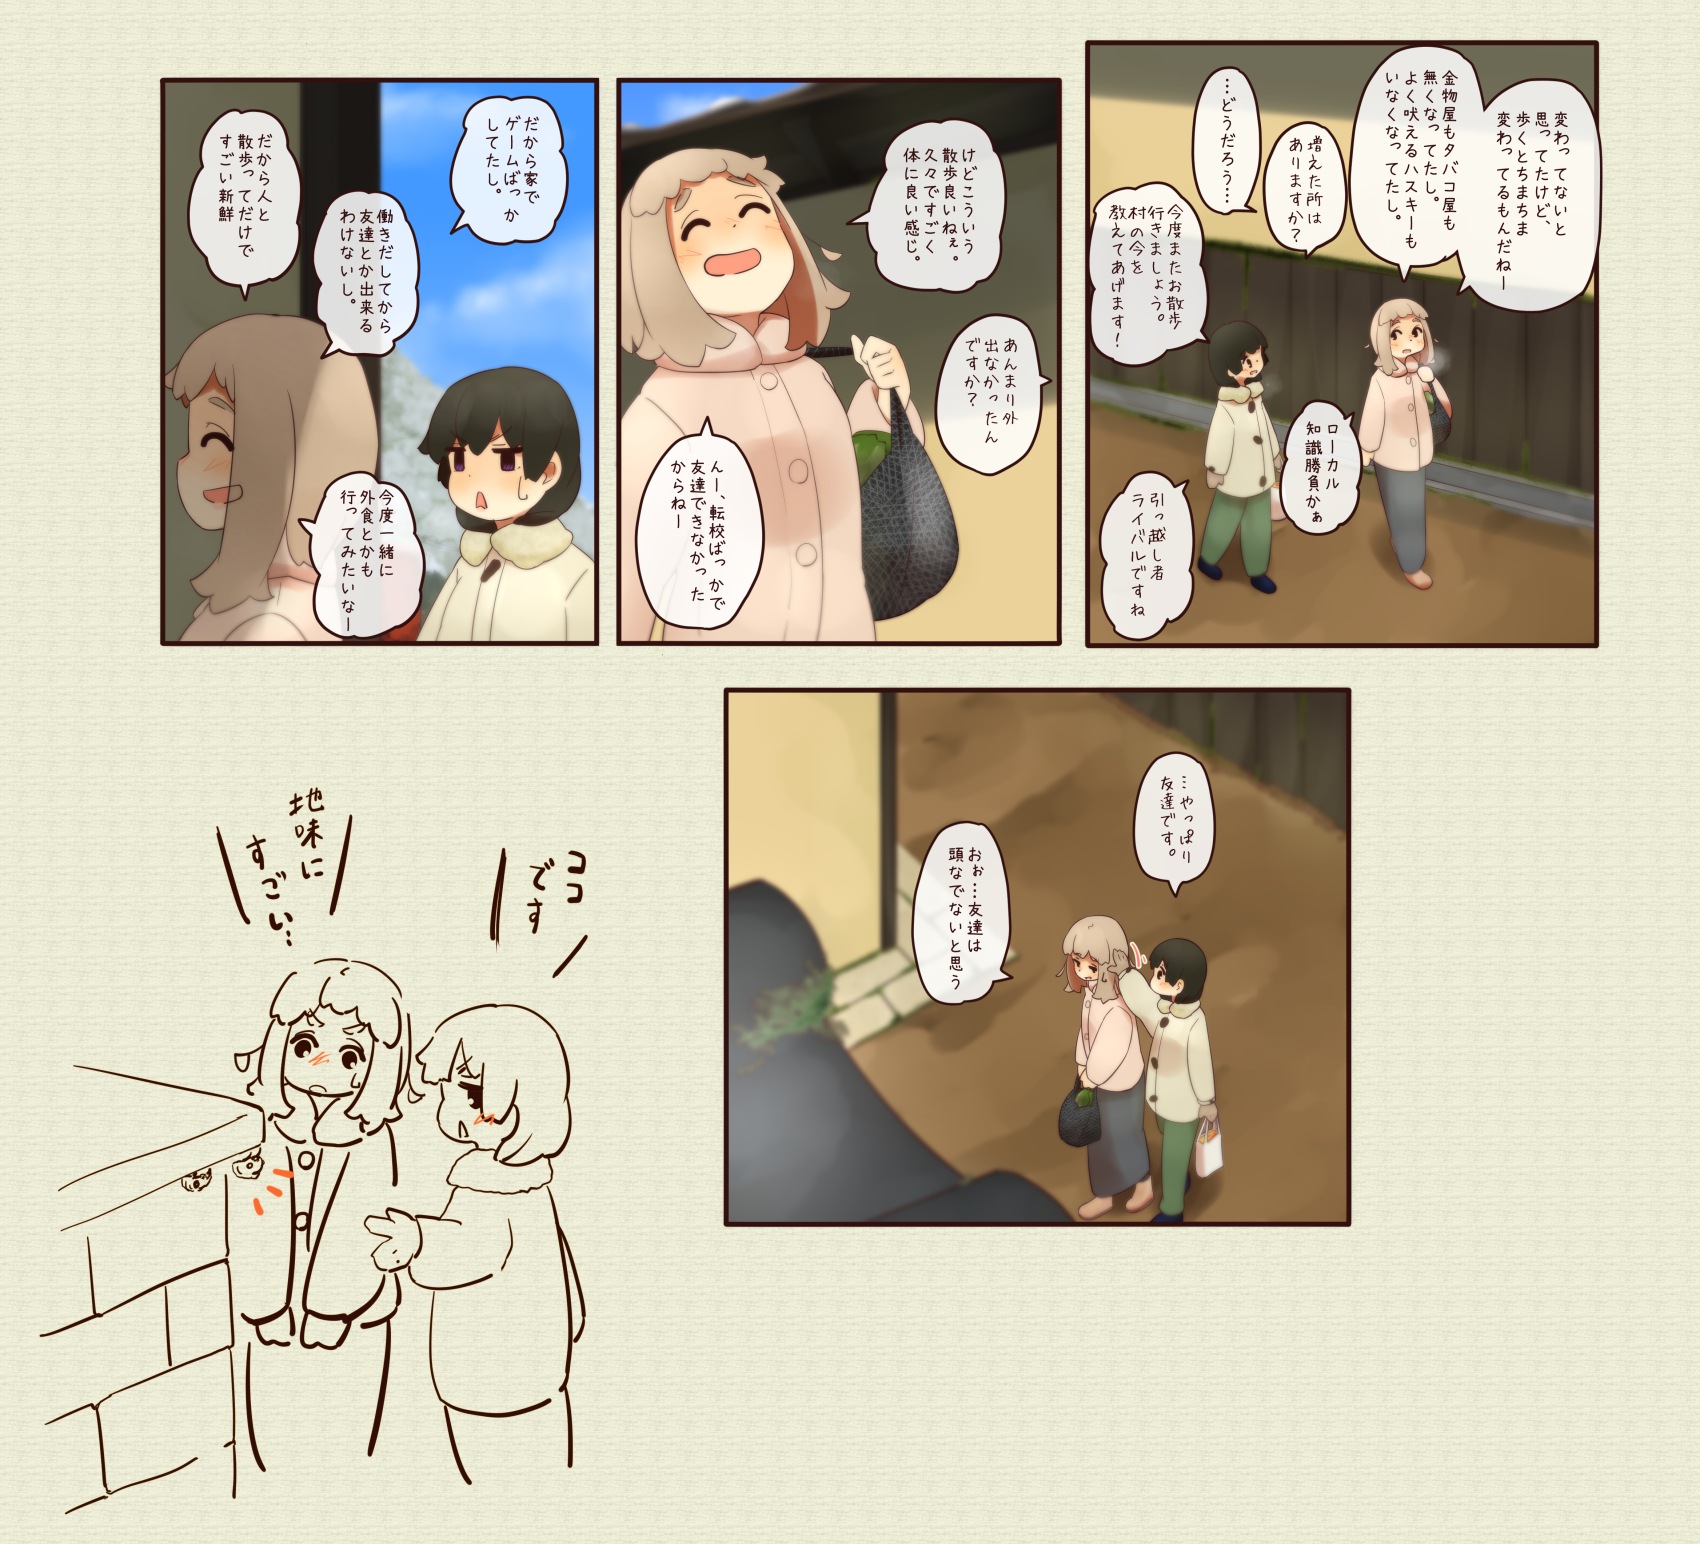 変わってないと
思ってたけど、
歩くとちまちま
変わってるもんだねー
金物屋もタバコ屋も
無くなってたし。
よく吠えるハスキーも
いなくなってたし。
増えた所は
ありますか？
…どうだろう…
今度またお散歩
行きましょう。
村の今を
教えてあげます！
ローカル
知識勝負かぁ
引っ越し者
ライバルですね
けどこういう
散歩良いねぇ。
久々ですごく
体に良い感じ。
あんまり外
出なかったん
ですか？
んー、転校ばっかで
友達できなかった
からねー
だから家で
ゲームばっか
してたし。
働きだしてから
友達とか出来る
わけないし。
だから人と
散歩ってだけで
すごい新鮮
今度一緒に
外食とかも
行ってみたいなー
…やっぱり
友達です。
おぉ…友達は
頭なでないと思う
ココ
です
地味に
すごい…